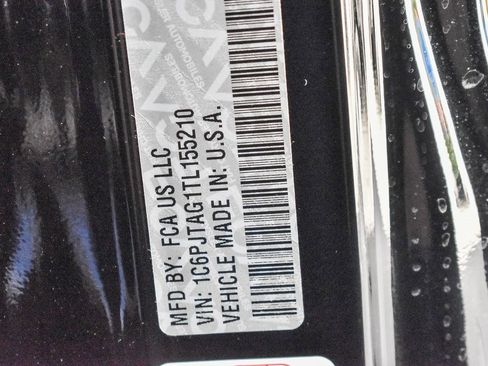 MFD BY: FCA US LLC
VIN: 1C6PJTAG1TL155210
VEHICLE MADE IN: U.S.A.